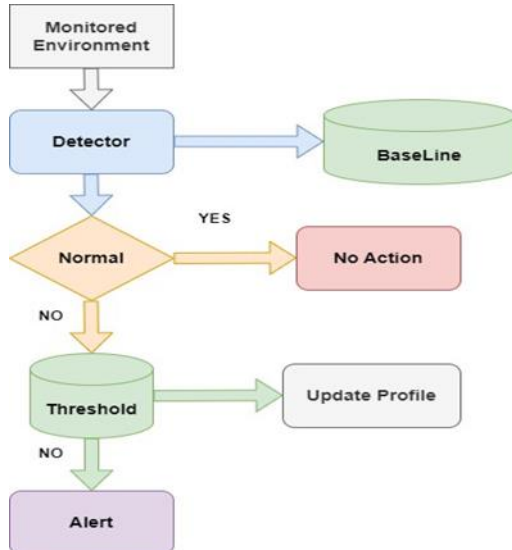 Monitored
Environment
Detector
BaseLine
YES
Normal
No Action
NO
Threshold
Update Profile
NO
Alert